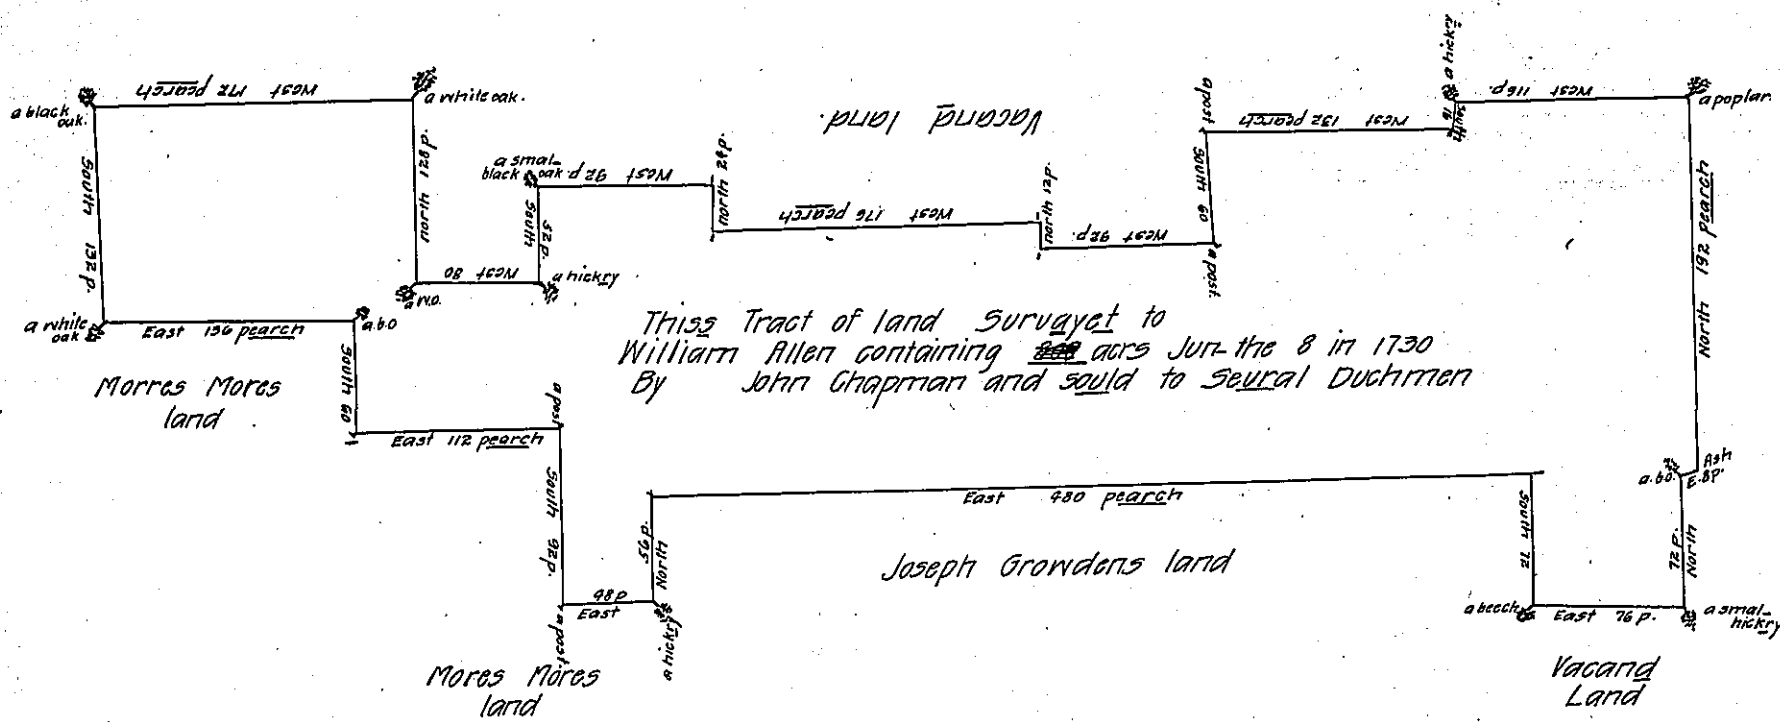 a hickry
West 172 pearch
a black
oak.
a white oak.
West 116 p.
a poplar.
a post
South 16
West 132 pearch
Vacand land.
South 132 p.
north 128 p.
a smal
black oak.
West 92 p.
north 24 p.
South
52 p.
West 176 pearch
north 12 p.
West 92 p.
South 60
a post.
North 192 pearch
West 80
a hickry
a w.o.
a white
oak
East 136 pearch
a.b.o
Thiss Tract of land Survayet to
William Allen containing acrs Jun the 8 in 1730
By John Chapman and sould to Seural Duchmen
Morres Mores
land
South 60
East 112 pearch
a post
South 92 p.
Ash
a.b.o.
E. 8 P.
East 480 pearch
56 p.
North
South 72
72 p.
North
Joseph Growdens land
48 p
East
a post.
a hickry
a beech
East 76 p.
a smal
hickry
Mores Mores
land
Vacand
Land